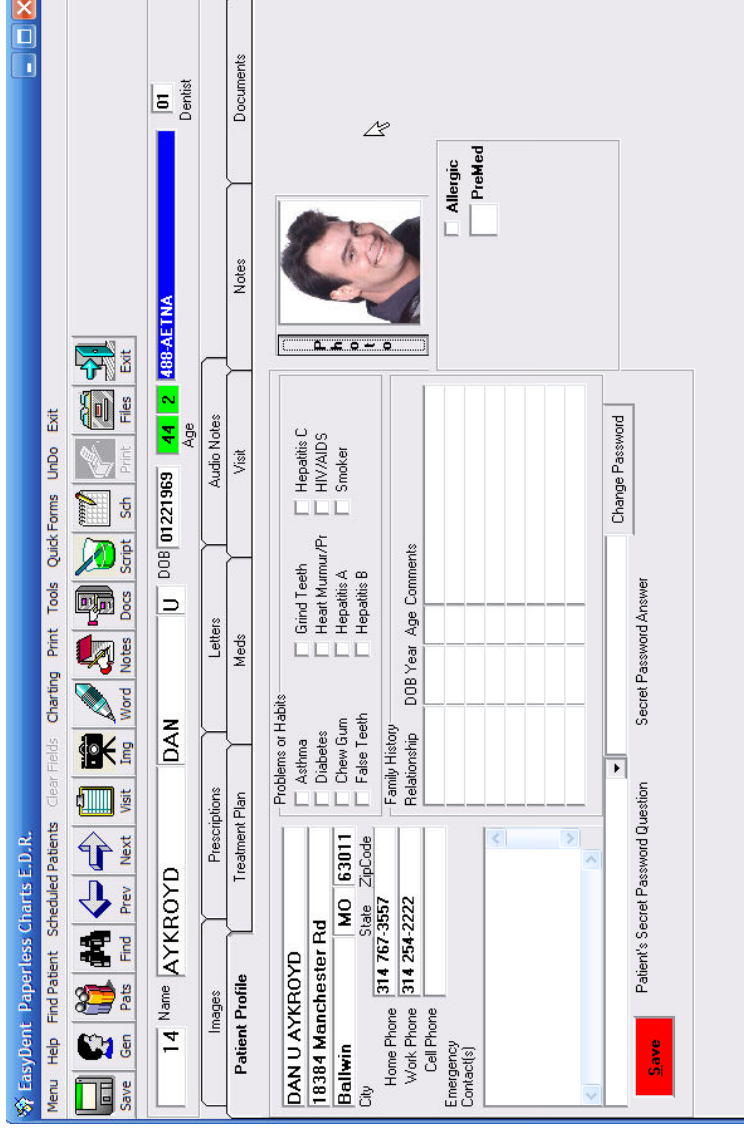 EasyDent Paperless Charts E.D.R.
Menu Help Find Patient Scheduled Patients Clear Fields Charting Print Tools Quick Forms UnDo Exit
Save Gen Pats Find Prev Next Visit Img Word Notes Docs Script Sch Print Files Exit
14 Name AYKROYD DAN U DOB 01221969 44 2 488-AETNA 01
Age Dentist
Images Prescriptions Letters Audio Notes
Patient Profile Treatment Plan Meds Visit Notes Documents
DAN U AYKROYD
18384 Manchester Rd
Ballwin MO 63011
City State ZipCode
Home Phone 314 767-3557
Work Phone 314 254-2222
Cell Phone
Emergency
Contact(s)
Problems or Habits
Asthma Grind Teeth Hepatitis C
Diabetes Heart Murmur/Pr HIV/AIDS
Chew Gum Hepatitis A Smoker
False Teeth Hepatitis B
Family History
Relationship DOB Year Age Comments
Photo
Allergic
PreMed
Change Password
Patient's Secret Password Question Secret Password Answer
Save